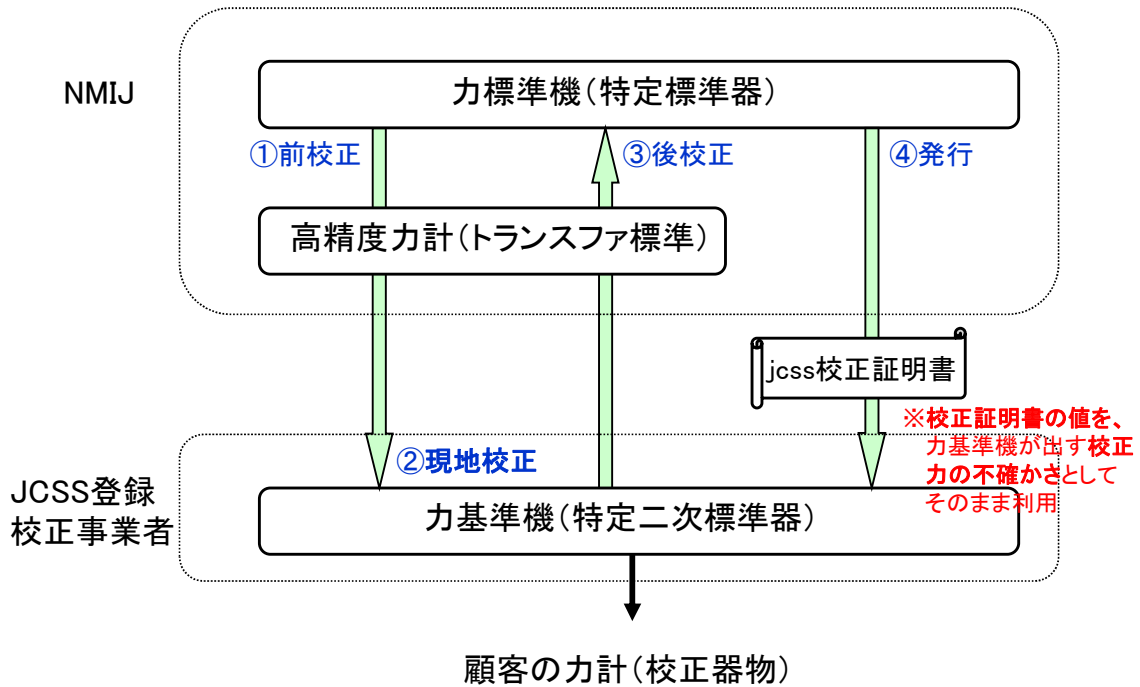 NMIJ
力標準機(特定標準器)
①前校正
③後校正
④発行
高精度力計(トランスファ標準)
jcss校正証明書
※校正証明書の値を、
力基準機が出す校正
力の不確かさとして
そのまま利用
②現地校正
JCSS登録
校正事業者
力基準機(特定二次標準器)
顧客の力計(校正器物)